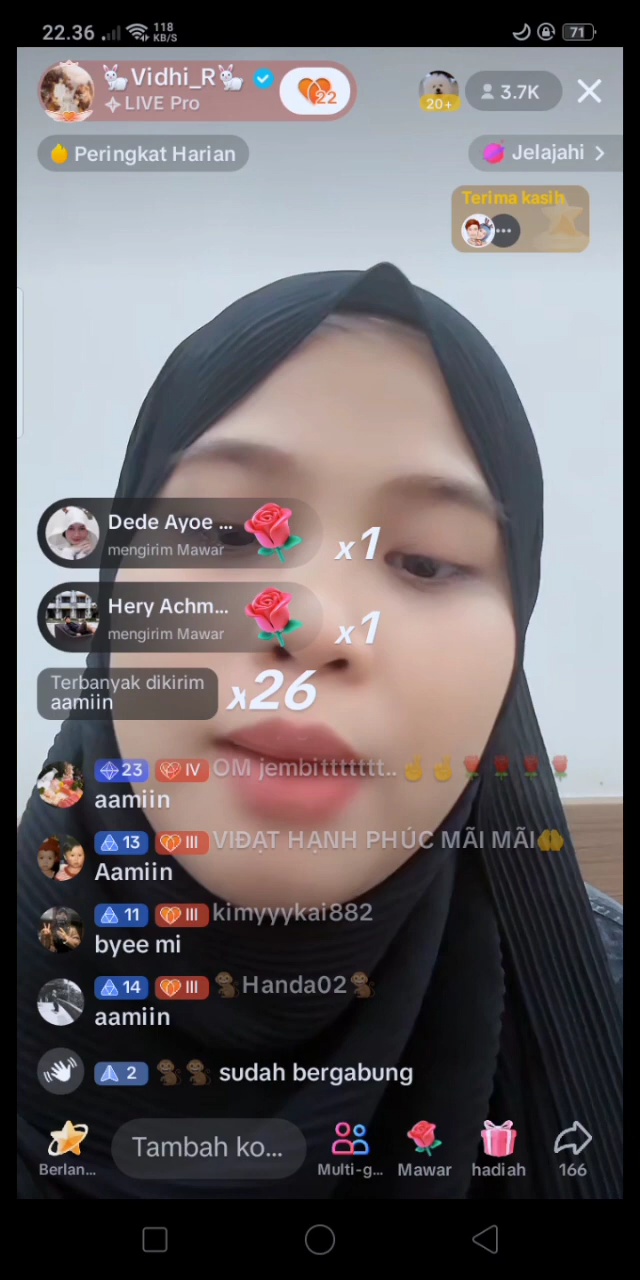 22.36
118
KB/S
71
Vidhi_R
LIVE Pro
22
20+
3.7K
Peringkat Harian
Jelajahi
Terima kasih
Dede Ayoe ...
mengirim Mawar
x1
Hery Achm...
mengirim Mawar
x1
Terbanyak dikirim
aamiin
x26
23 IV OM jembitttttttt..
aamiin
13 III VIĐẠT HẠNH PHÚC MÃI MÃI
Aamiin
11 III kimyyykai882
byee mi
14 III Handa02
aamiin
2 sudah bergabung
Berlan...
Tambah ko...
Multi-g...
Mawar
hadiah
166